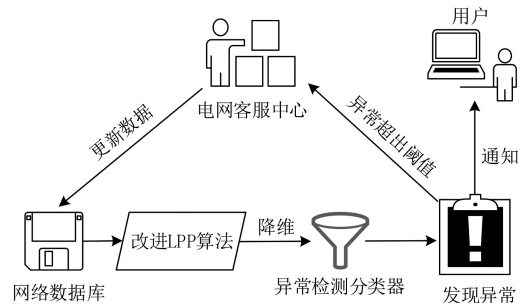 用户
电网客服中心
更新数据
异常超出阈值
通知
改进LPP算法
降维
网络数据库
异常检测分类器
发现异常